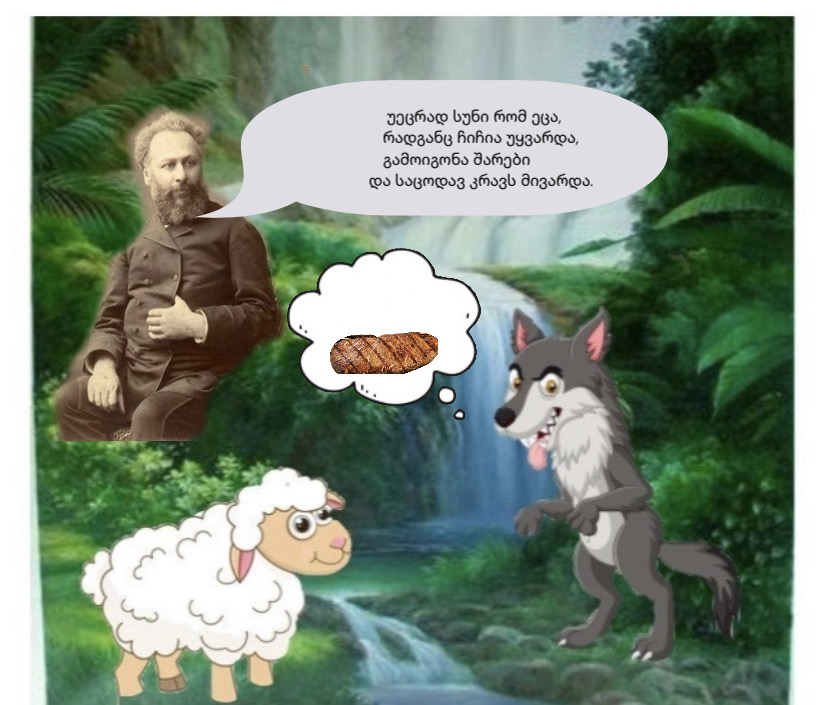 უეცრად სუნი რომ ეცა,
რადგანც ჩიჩია უყვარდა,
გამოიგონა შარები
და საცოდავ კრავს მივარდა.